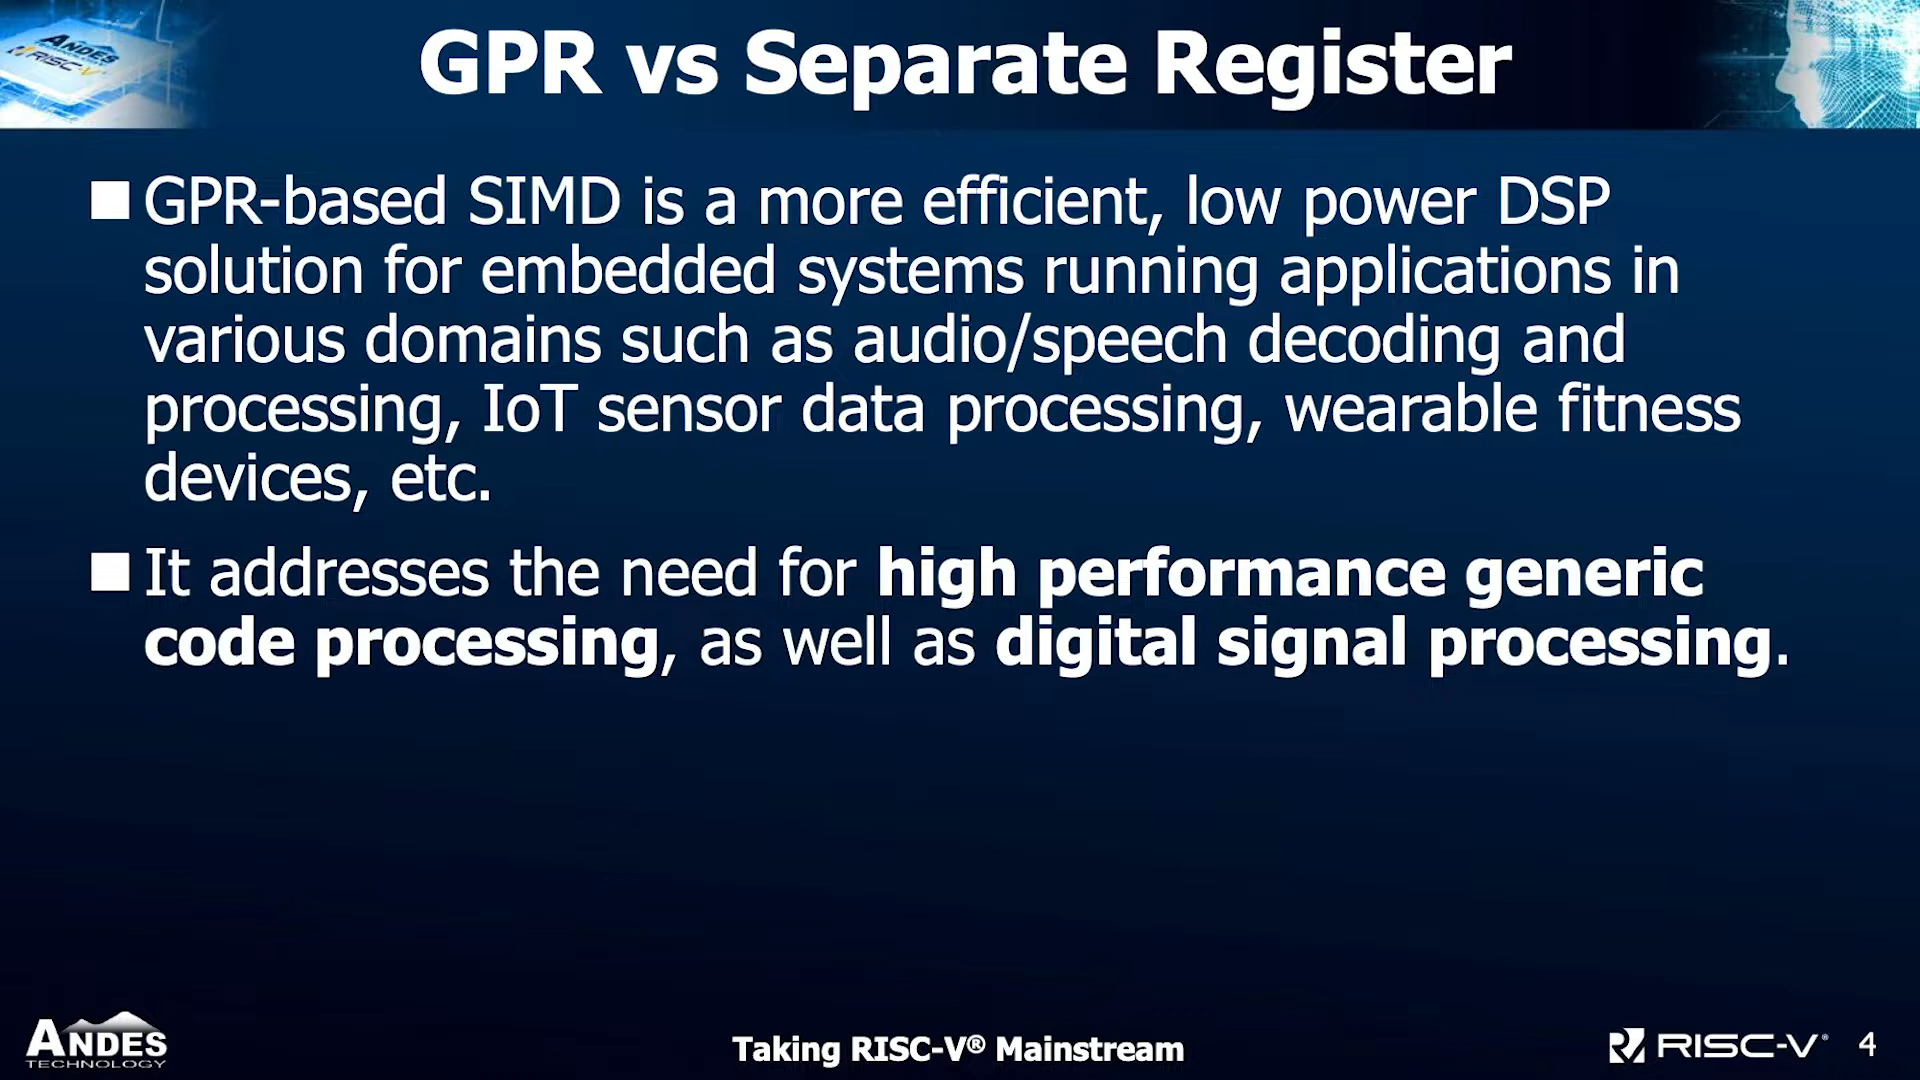 ANDES
RISC-V
GPR vs Separate Register
GPR-based SIMD is a more efficient, low power DSP
solution for embedded systems running applications in
various domains such as audio/speech decoding and
processing, IoT sensor data processing, wearable fitness
devices, etc.
It addresses the need for high performance generic
code processing, as well as digital signal processing.
ANDES
TECHNOLOGY
Taking RISC-V® Mainstream
RISC-V®
4